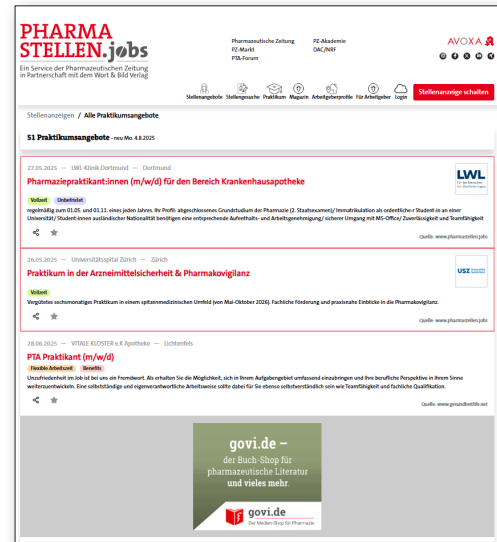 PHARMA
STELLEN.jobs
Ein Service der Pharmazeutischen Zeitung
in Partnerschaft mit dem Wort & Bild Verlag
Pharmazeutische Zeitung
PZ-Markt
PTA-Forum
PZ-Akademie
DAC/NRF
AVOXA
Stellenangebote Stellengesuche Praktikum Magazin Arbeitgeberprofile Für Arbeitgeber Login
Stellenanzeige schalten
Stellenanzeigen / Alle Praktikumsangebote
51 Praktikumsangebote - neu Mo. 4.8.2025
27.05.2025 — LWL-Klinik Dortmund — Dortmund
Pharmaziepraktikant:innen (m/w/d) für den Bereich Krankenhausapotheke
LWL
Vollzeit Unbefristet
regelmäßig zum 01.05. und 01.11. eines jeden Jahres. Ihr Profil: abgeschlossenes Grundstudium der Pharmazie (2. Staatsexamen)/ Immatrikulation als ordentliche:r Student:in an einer
Universität/ Student:innen ausländischer Nationalität benötigen eine entsprechende Aufenthalts- und Arbeitsgenehmigung/ sicherer Umgang mit MS-Office/ Zuverlässigkeit und Teamfähigkeit
Quelle: www.pharmastellen.jobs
26.05.2025 — Universitätsspital Zürich — Zürich
Praktikum in der Arzneimittelsicherheit & Pharmakovigilanz
USZ
Vollzeit
Vergütetes sechsmonatiges Praktikum in einem spitzenmedizinischen Umfeld (von Mai-Oktober 2026). Fachliche Förderung und praxisnahe Einblicke in die Pharmakovigilanz.
Quelle: www.pharmastellen.jobs
28.06.2025 — VITALE KLOSTER e.K Apotheke — Lichtenfels
PTA Praktikant (m/w/d)
Flexible Arbeitszeit Benefits
Unzufriedenheit im Job ist bei uns ein Fremdwort. Als erhalten Sie die Möglichkeit, sich in Ihrem Aufgabengebiet umfassend einzubringen und Ihre berufliche Perspektive in Ihrem Sinne
weiterzuentwickeln. Eine selbstständige und eigenverantwortliche Arbeitsweise sollte dabei für Sie ebenso selbstverständlich sein wie Teamfähigkeit und fachliche Qualifikation.
Quelle: www.gesundheitlife.net
govi.de –
der Buch-Shop für
pharmazeutische Literatur
und vieles mehr.
govi.de
Der Medien-Shop für Pharmazie